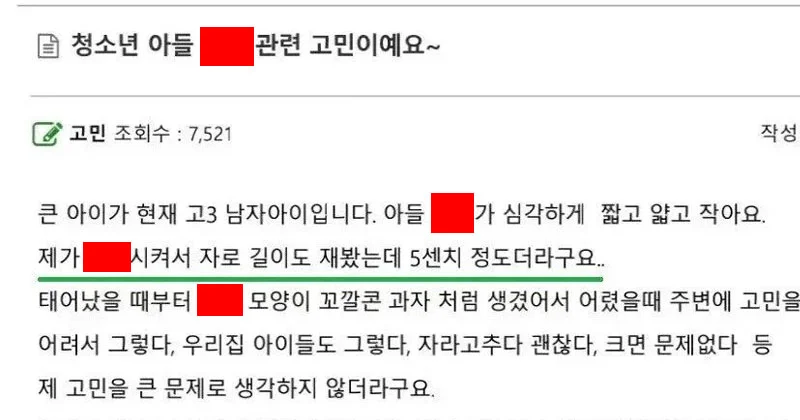 청소년 아들 관련 고민이예요~
고민 조회수 : 7,521
작성
큰 아이가 현재 고3 남자아이입니다. 아들 가 심각하게 짧고 얇고 작아요.
제가 시켜서 자로 길이도 재봤는데 5센치 정도더라구요..
태어났을 때부터 모양이 꼬깔콘 과자 처럼 생겼어서 어렸을때 주변에 고민을
어려서 그렇다, 우리집 아이들도 그렇다, 자라고추다 괜찮다, 크면 문제없다 등
제 고민을 큰 문제로 생각하지 않더라구요.